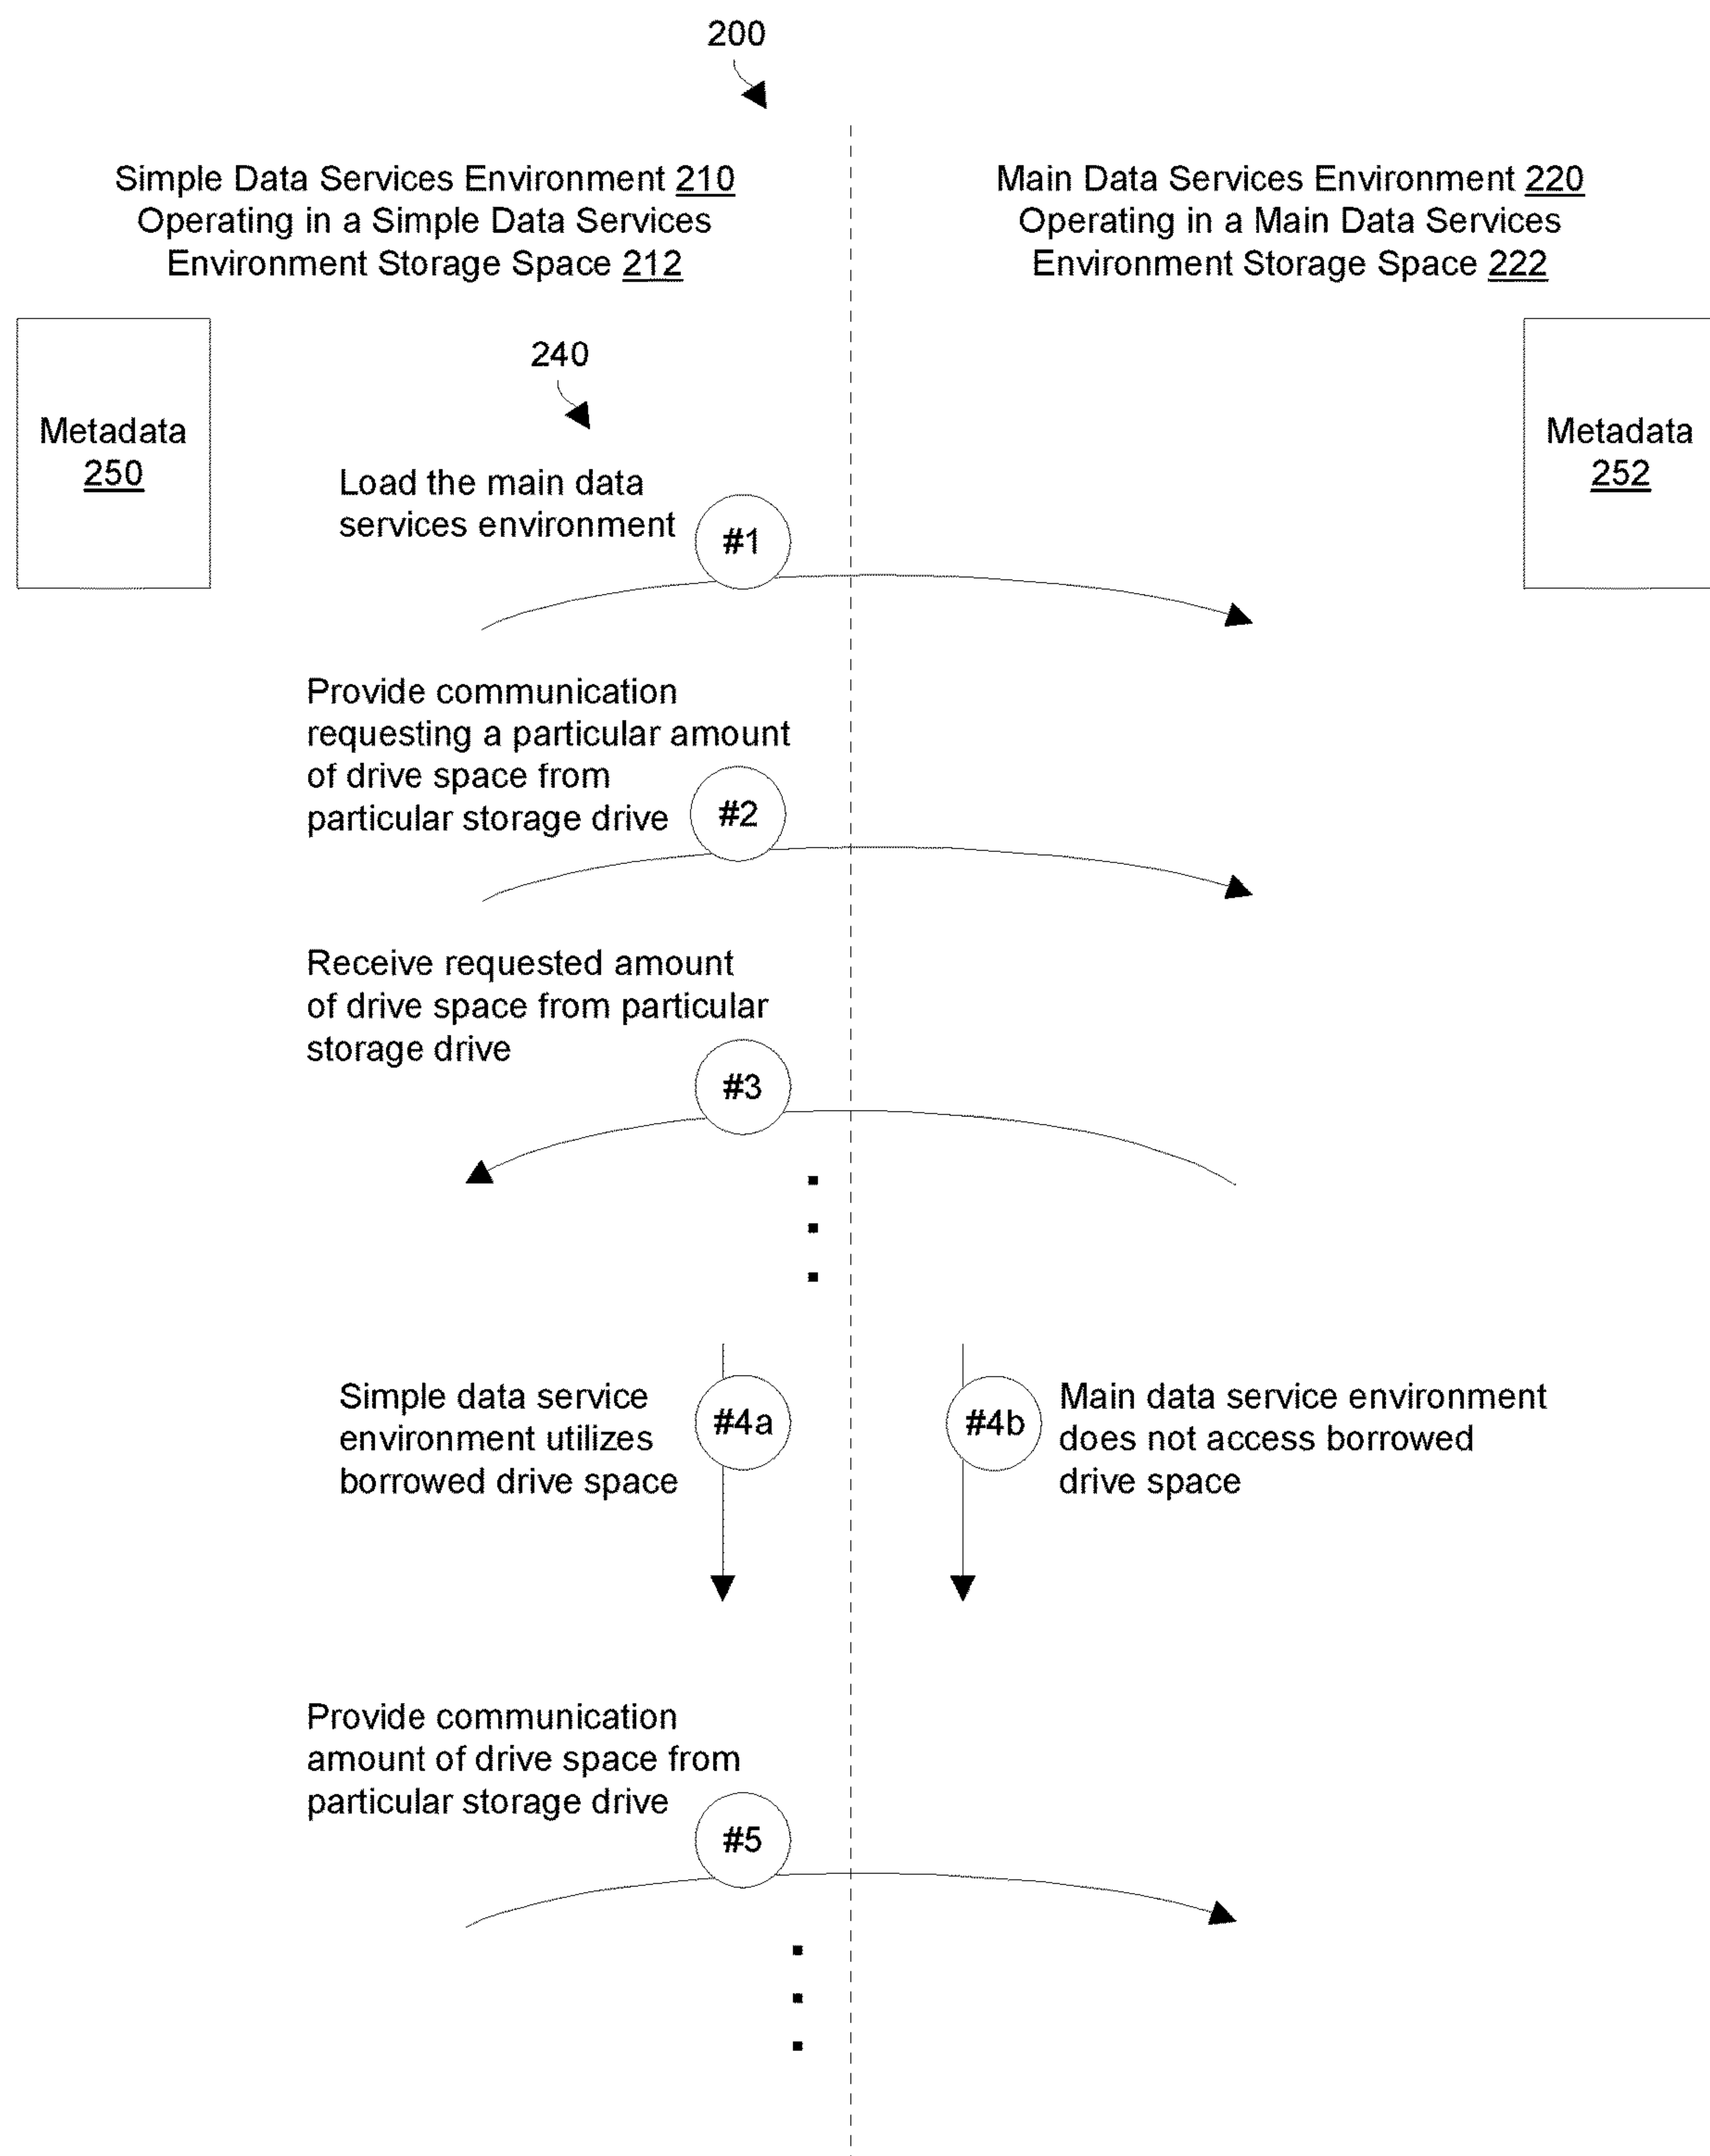 200
Simple Data Services Environment 210
Operating in a Simple Data Services
Environment Storage Space 212
Main Data Services Environment 220
Operating in a Main Data Services
Environment Storage Space 222
Metadata
250
240
Metadata
252
Load the main data
services environment
#1
Provide communication
requesting a particular amount
of drive space from
particular storage drive
#2
Receive requested amount
of drive space from particular
storage drive
#3
Simple data service
environment utilizes
borrowed drive space
#4a
#4b
Main data service environment
does not access borrowed
drive space
Provide communication
amount of drive space from
particular storage drive
#5